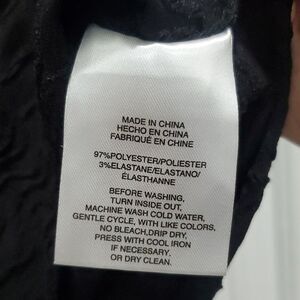 MADE IN CHINA
HECHO EN CHINA
FABRIQUÉ EN CHINE
97%POLYESTER/POLIÉSTER
3%ELASTANE/ELASTANO/
ÉLASTHANNE
BEFORE WASHING,
TURN INSIDE OUT,
MACHINE WASH COLD WATER,
GENTLE CYCLE, WITH LIKE COLORS,
NO BLEACH,DRIP DRY,
PRESS WITH COOL IRON
IF NECESSARY,
OR DRY CLEAN.